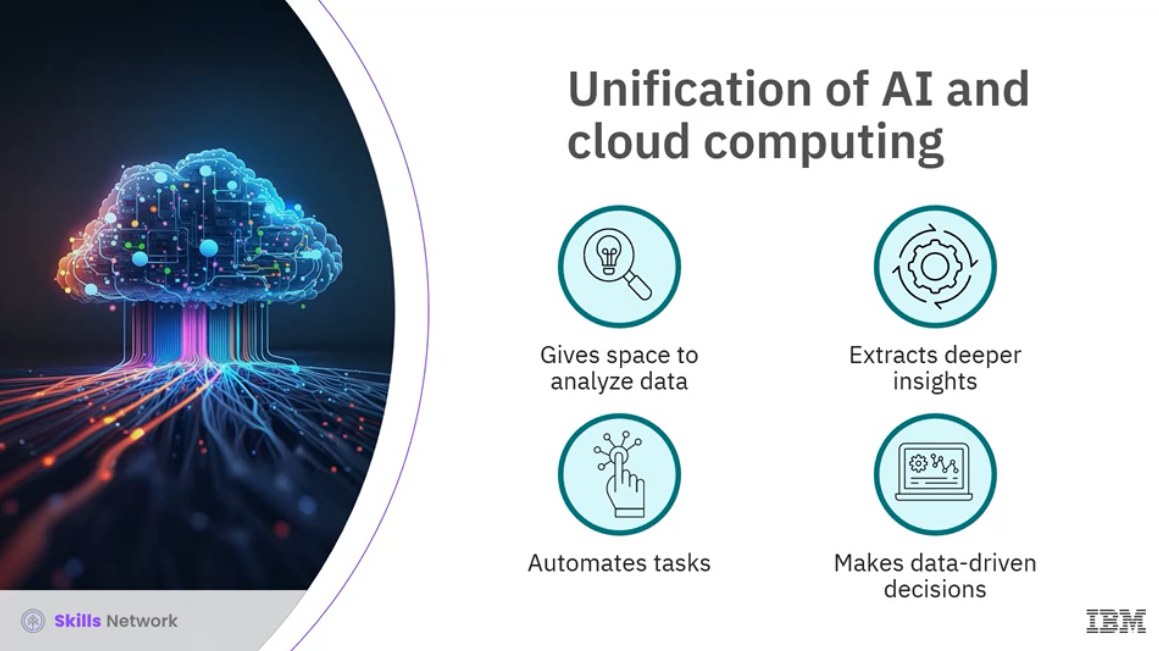 Unification of AI and
cloud computing
Gives space to
analyze data
Extracts deeper
insights
Automates tasks
Makes data-driven
decisions
Skills Network
IBM